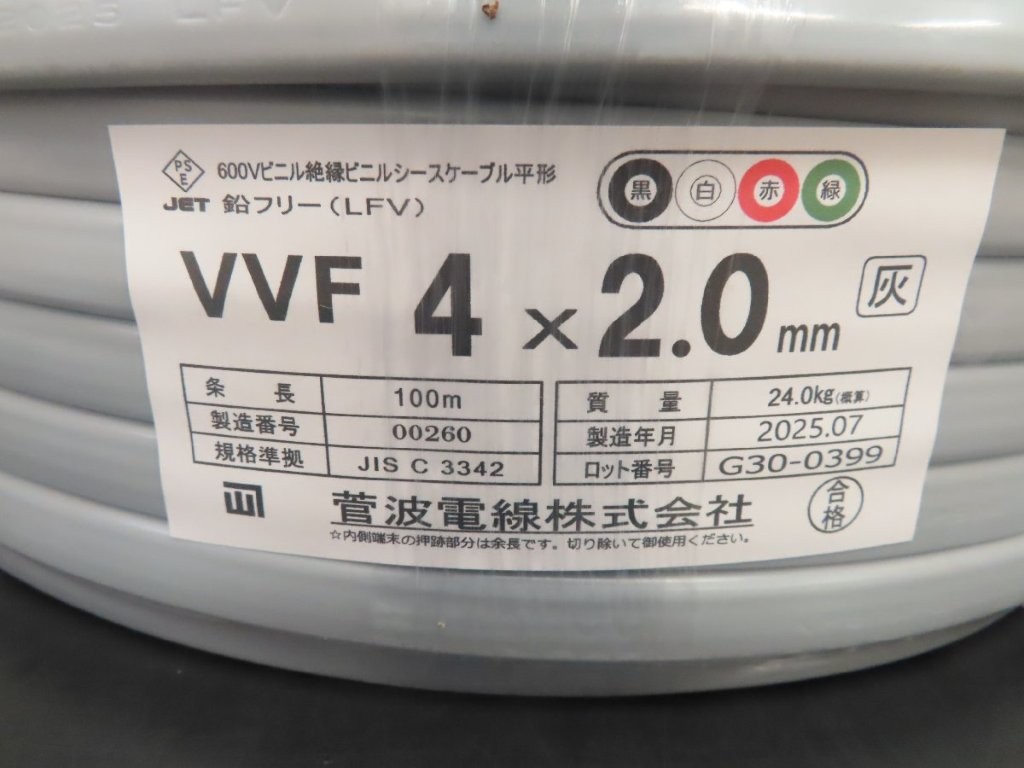 2025 LFV
PS
E
JET
600Vビニル絶縁ビニルシースケーブル平形
鉛フリー(LFV)
黒 白 赤 緑
VVF 4×2.0mm
灰
条長 100m
製造番号 00260
規格準拠 JIS C 3342
質量 24.0kg(概算)
製造年月 2025.07
ロット番号 G30-0399
菅波電線株式会社
合格
☆内側端末の押跡部分は余長です。切り除いて御使用ください。